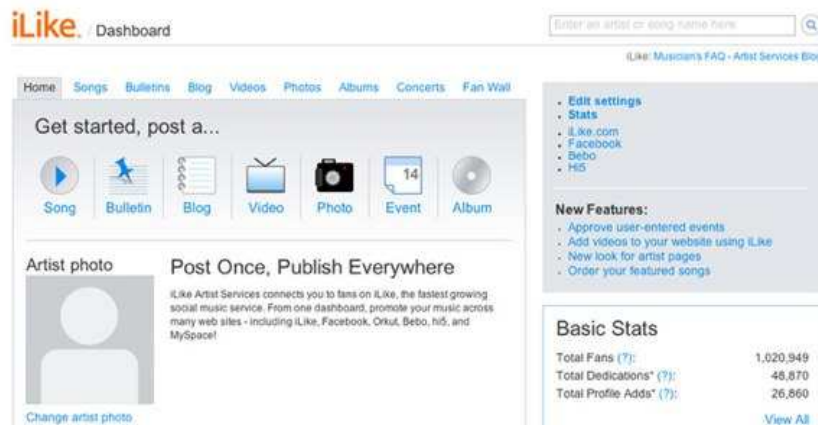 iLike. / Dashboard
Enter an artist or song name here
iLike: Musician's FAQ - Artist Services Blog
Home Songs Bulletins Blog Videos Photos Albums Concerts Fan Wall
Get started, post a...
14
Song Bulletin Blog Video Photo Event Album
Artist photo
Change artist photo
Post Once, Publish Everywhere
iLike Artist Services connects you to fans on iLike, the fastest growing
social music service. From one dashboard, promote your music across
many web sites - including iLike, Facebook, Orkut, Bebo, hi5, and
MySpace!
Edit settings
Stats
iLike.com
Facebook
Bebo
Hi5
New Features:
Approve user-entered events
Add videos to your website using iLike
New look for artist pages
Order your featured songs
Basic Stats
Total Fans (?): 1,020,949
Total Dedications* (?): 48,870
Total Profile Adds* (?): 26,860
View All